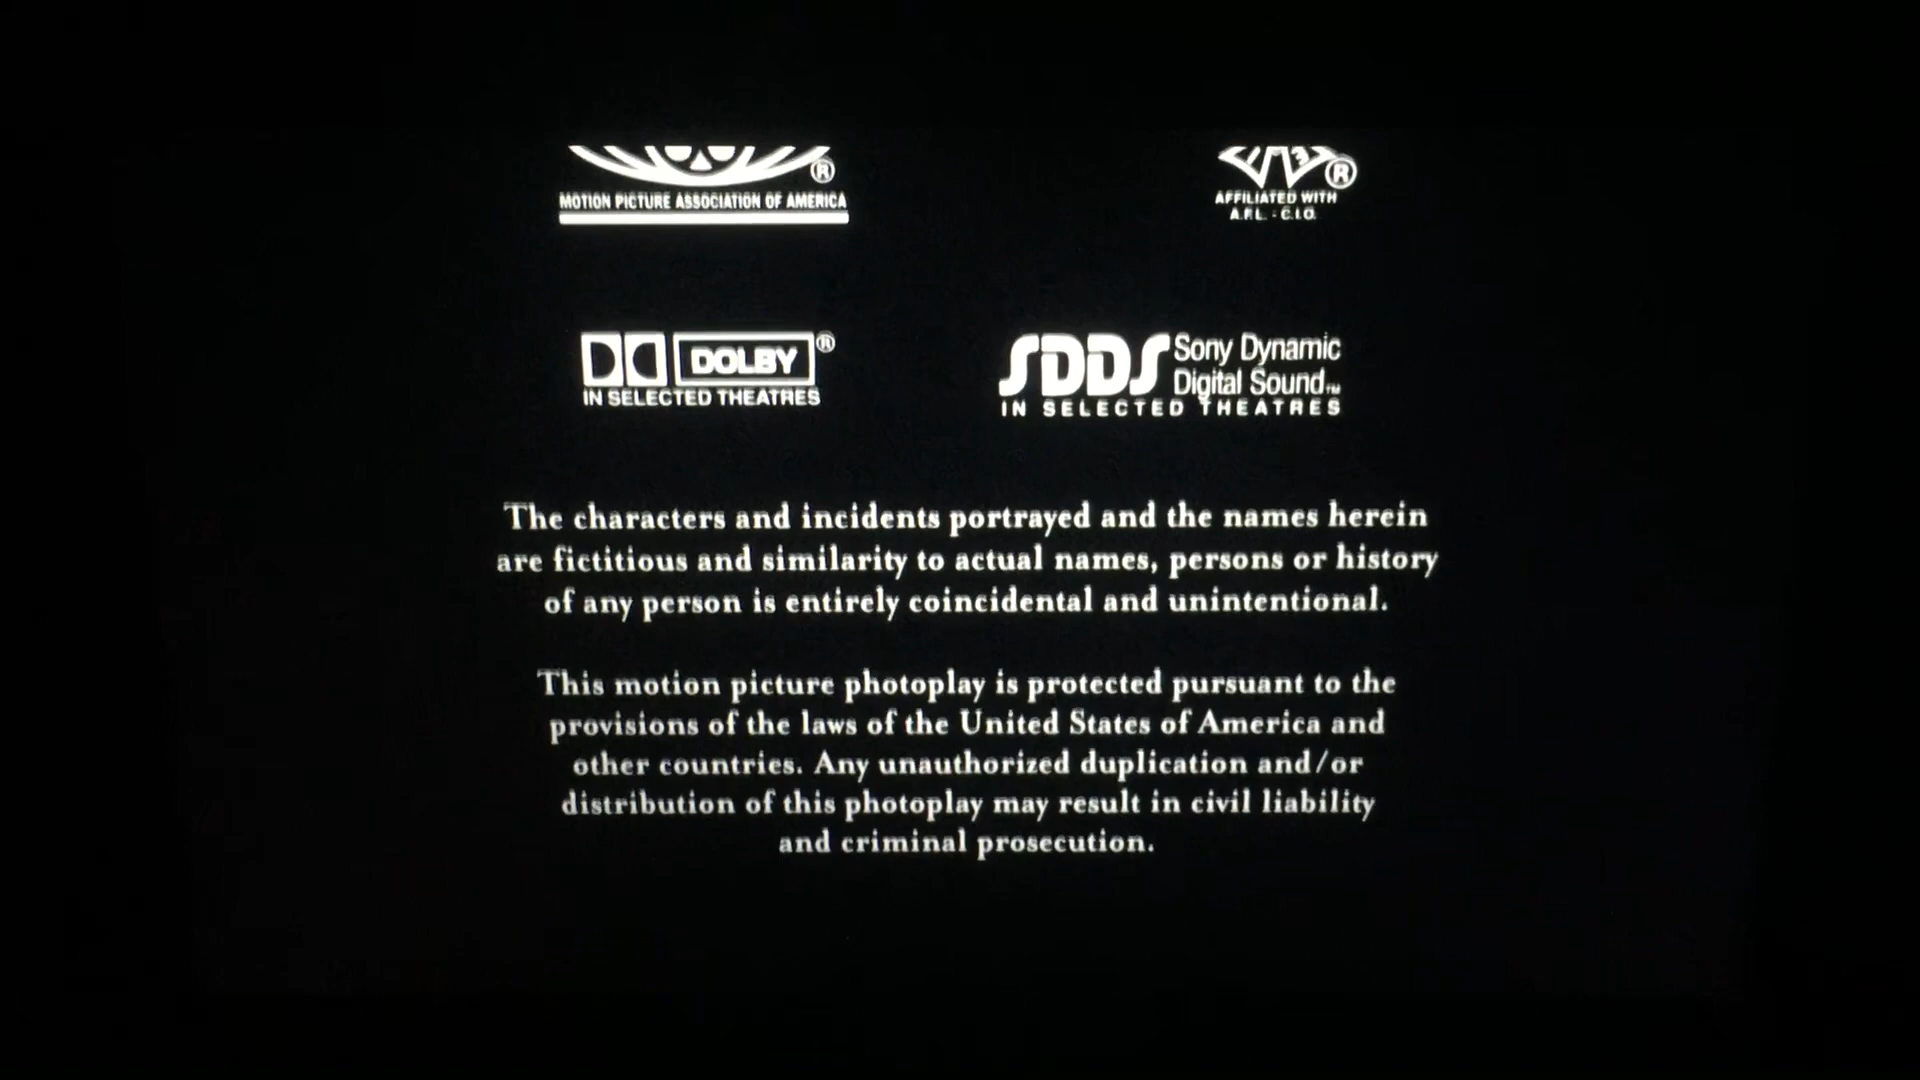 ®
MOTION PICTURE ASSOCIATION OF AMERICA
®
AFFILIATED WITH
A.F.L. - C.I.O.
DOLBY ®
IN SELECTED THEATRES
SDDS Sony Dynamic
Digital Sound™
IN SELECTED THEATRES
The characters and incidents portrayed and the names herein
are fictitious and similarity to actual names, persons or history
of any person is entirely coincidental and unintentional.
This motion picture photoplay is protected pursuant to the
provisions of the laws of the United States of America and
other countries. Any unauthorized duplication and/or
distribution of this photoplay may result in civil liability
and criminal prosecution.